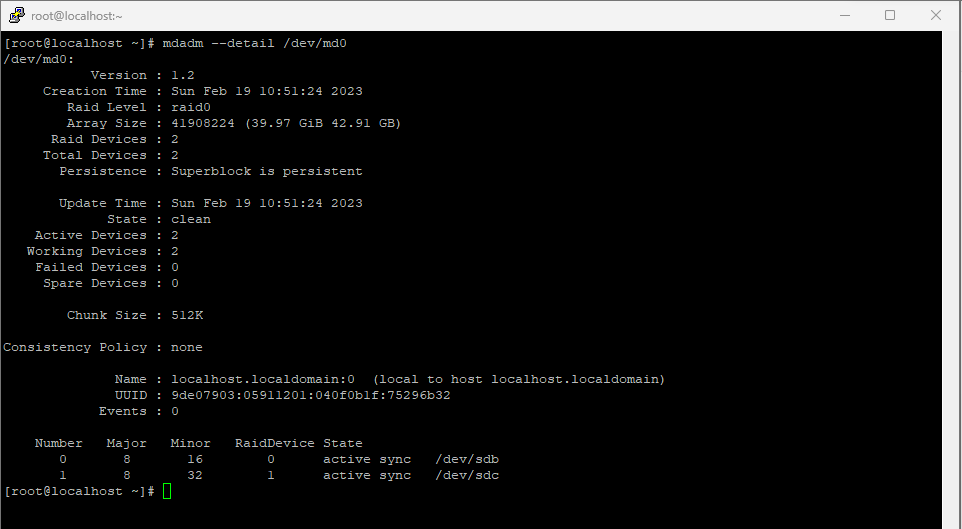 root@localhost:~
[root@localhost ~]# mdadm --detail /dev/md0
/dev/md0:
Version : 1.2
Creation Time : Sun Feb 19 10:51:24 2023
Raid Level : raid0
Array Size : 41908224 (39.97 GiB 42.91 GB)
Raid Devices : 2
Total Devices : 2
Persistence : Superblock is persistent
Update Time : Sun Feb 19 10:51:24 2023
State : clean
Active Devices : 2
Working Devices : 2
Failed Devices : 0
Spare Devices : 0
Chunk Size : 512K
Consistency Policy : none
Name : localhost.localdomain:0  (local to host localhost.localdomain)
UUID : 9de07903:05911201:040f0b1f:75296b32
Events : 0
Number   Major   Minor   RaidDevice State
0       8       16        0      active sync   /dev/sdb
1       8       32        1      active sync   /dev/sdc
[root@localhost ~]#